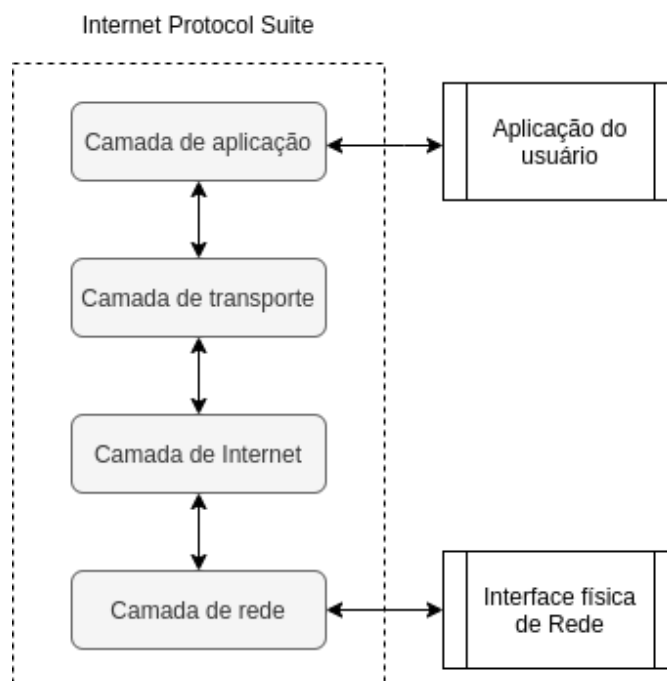 Internet Protocol Suite
Camada de aplicação
Aplicação do
usuário
Camada de transporte
Camada de Internet
Camada de rede
Interface física
de Rede